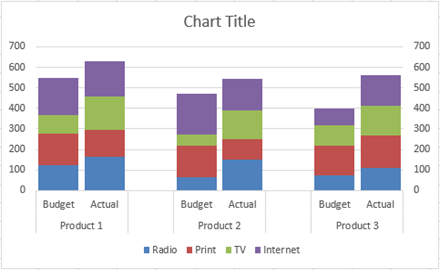 Chart Title
700 700
600 600
500 500
400 400
300 300
200 200
100 100
0 0
Budget Actual Budget Actual Budget Actual
Product 1 Product 2 Product 3
Radio Print TV Internet